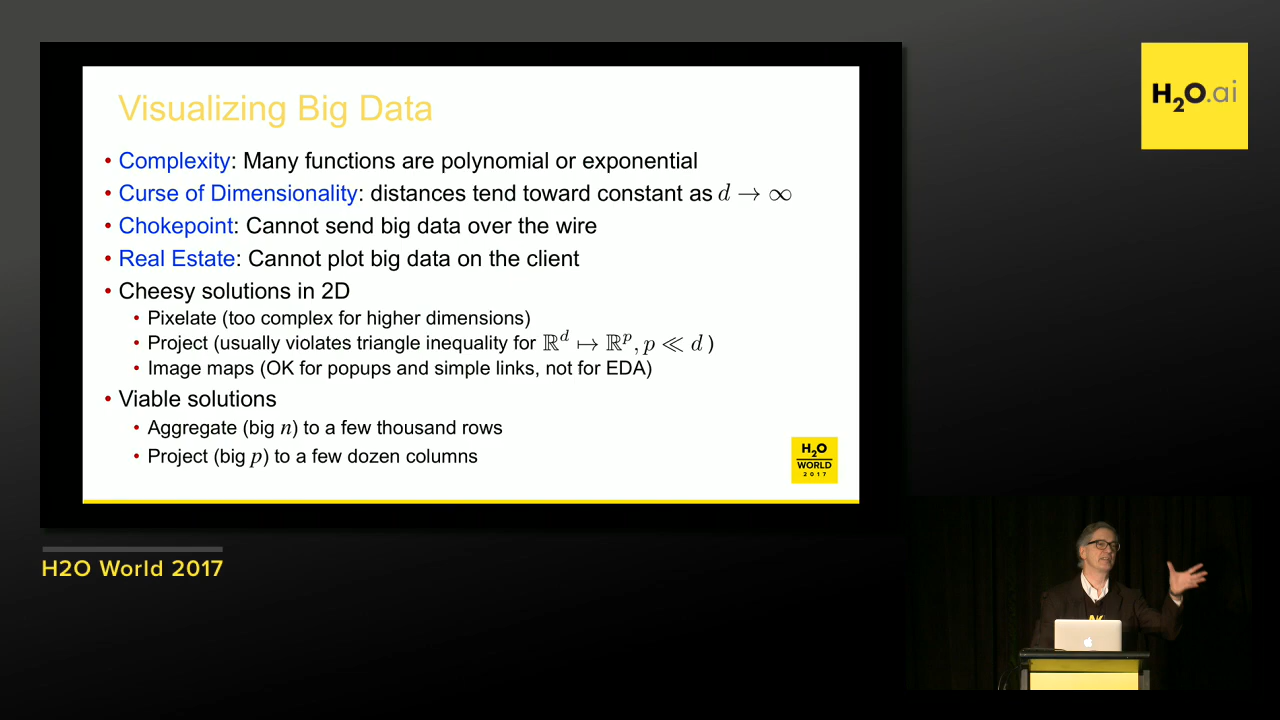 Visualizing Big Data
• Complexity: Many functions are polynomial or exponential
• Curse of Dimensionality: distances tend toward constant as d → ∞
• Chokepoint: Cannot send big data over the wire
• Real Estate: Cannot plot big data on the client
• Cheesy solutions in 2D
• Pixelate (too complex for higher dimensions)
• Project (usually violates triangle inequality for ℝᵈ ↦ ℝᵖ, p ≪ d )
• Image maps (OK for popups and simple links, not for EDA)
• Viable solutions
• Aggregate (big n) to a few thousand rows
• Project (big p) to a few dozen columns
H₂O
WORLD
2017
H₂O.ai
H2O World 2017